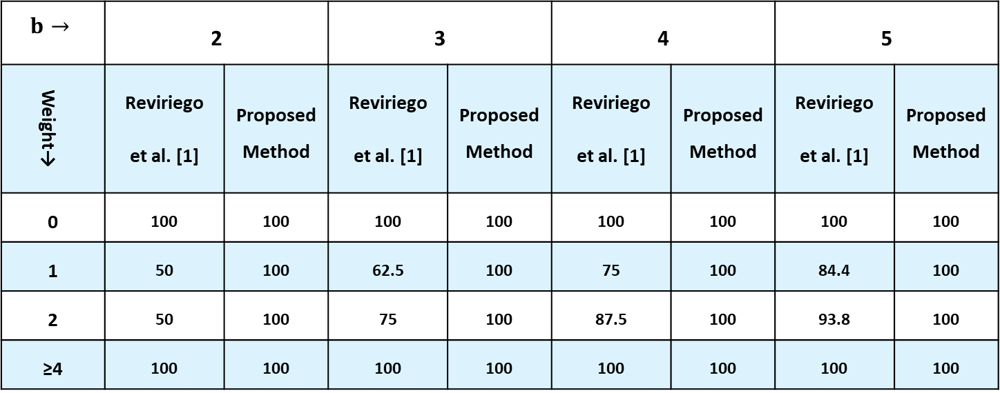 b →
2
3
4
5
Weight→
Reviriego
et al. [1]
Proposed
Method
Reviriego
et al. [1]
Proposed
Method
Reviriego
et al. [1]
Proposed
Method
Reviriego
et al. [1]
Proposed
Method
0 100 100 100 100 100 100 100 100
1 50 100 62.5 100 75 100 84.4 100
2 50 100 75 100 87.5 100 93.8 100
≥4 100 100 100 100 100 100 100 100